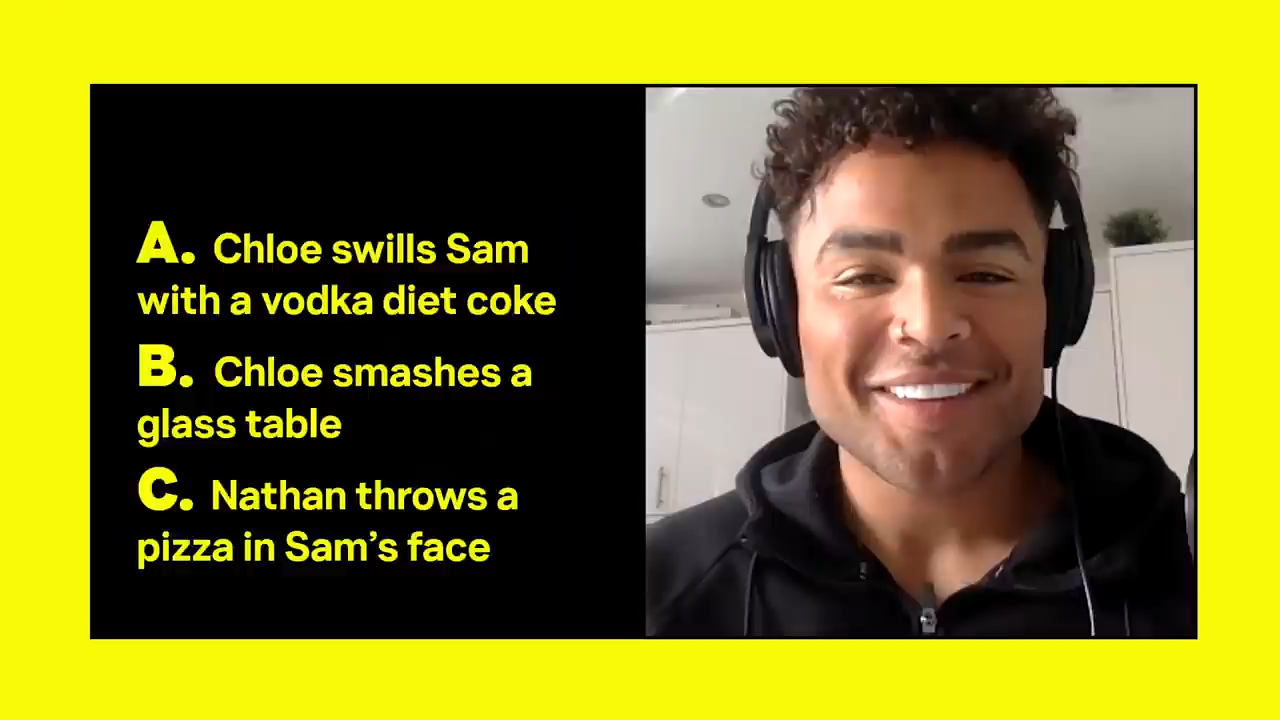 A. Chloe swills Sam
with a vodka diet coke
B. Chloe smashes a
glass table
C. Nathan throws a
pizza in Sam’s face